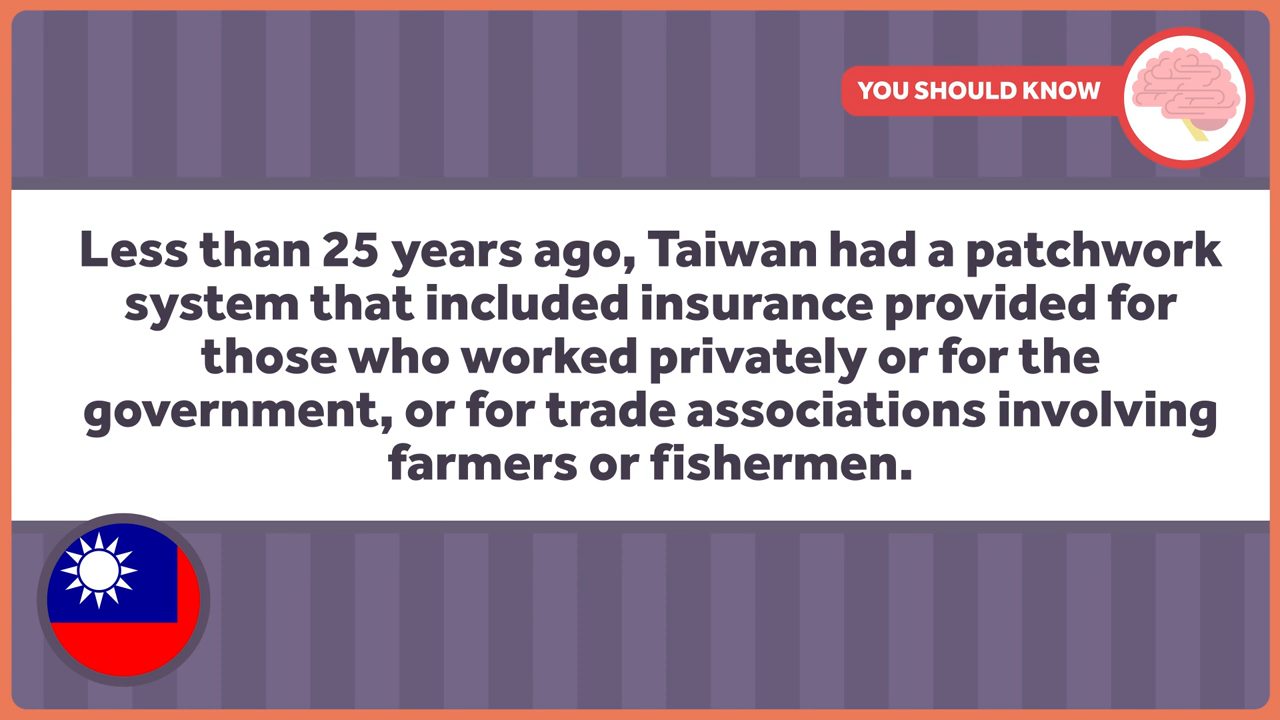 YOU SHOULD KNOW
Less than 25 years ago, Taiwan had a patchwork
system that included insurance provided for
those who worked privately or for the
government, or for trade associations involving
farmers or fishermen.